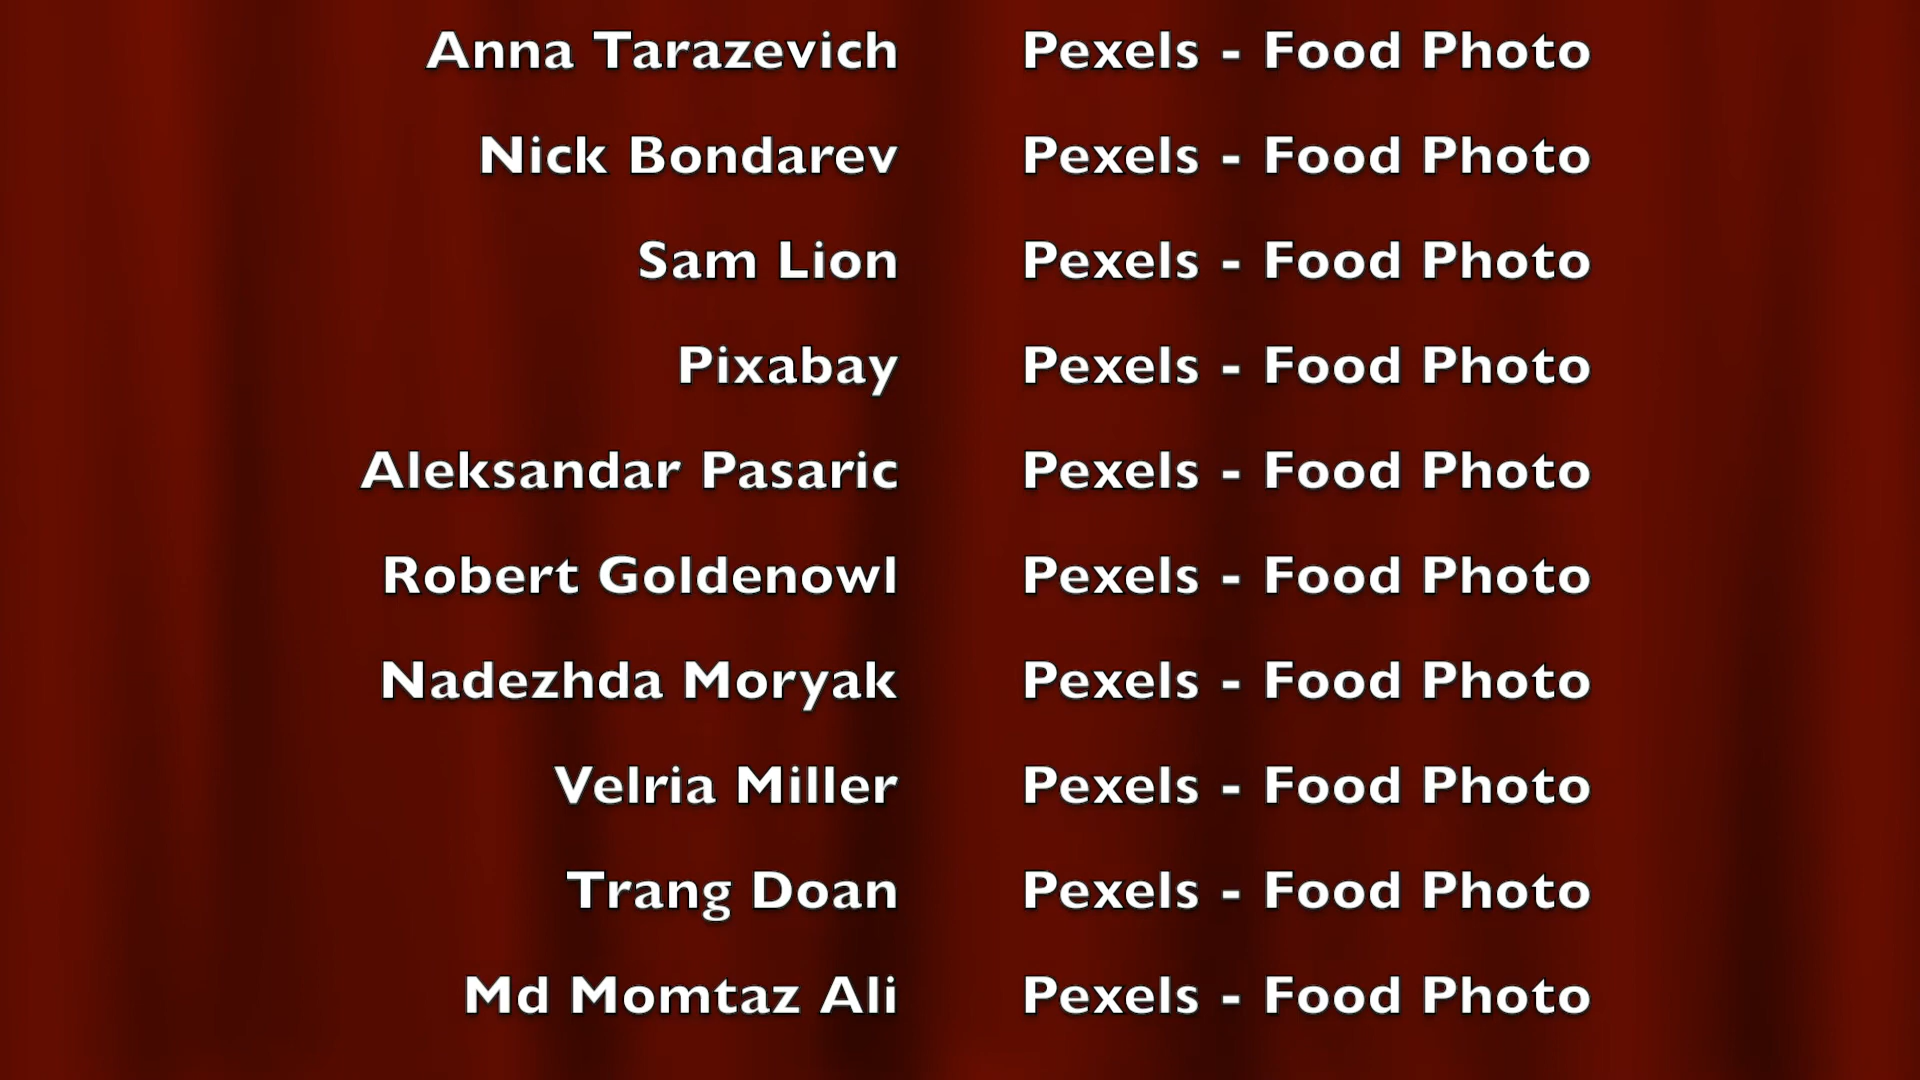 Anna Tarazevich Pexels - Food Photo
Nick Bondarev Pexels - Food Photo
Sam Lion Pexels - Food Photo
Pixabay Pexels - Food Photo
Aleksandar Pasaric Pexels - Food Photo
Robert Goldenowl Pexels - Food Photo
Nadezhda Moryak Pexels - Food Photo
Velria Miller Pexels - Food Photo
Trang Doan Pexels - Food Photo
Md Momtaz Ali Pexels - Food Photo